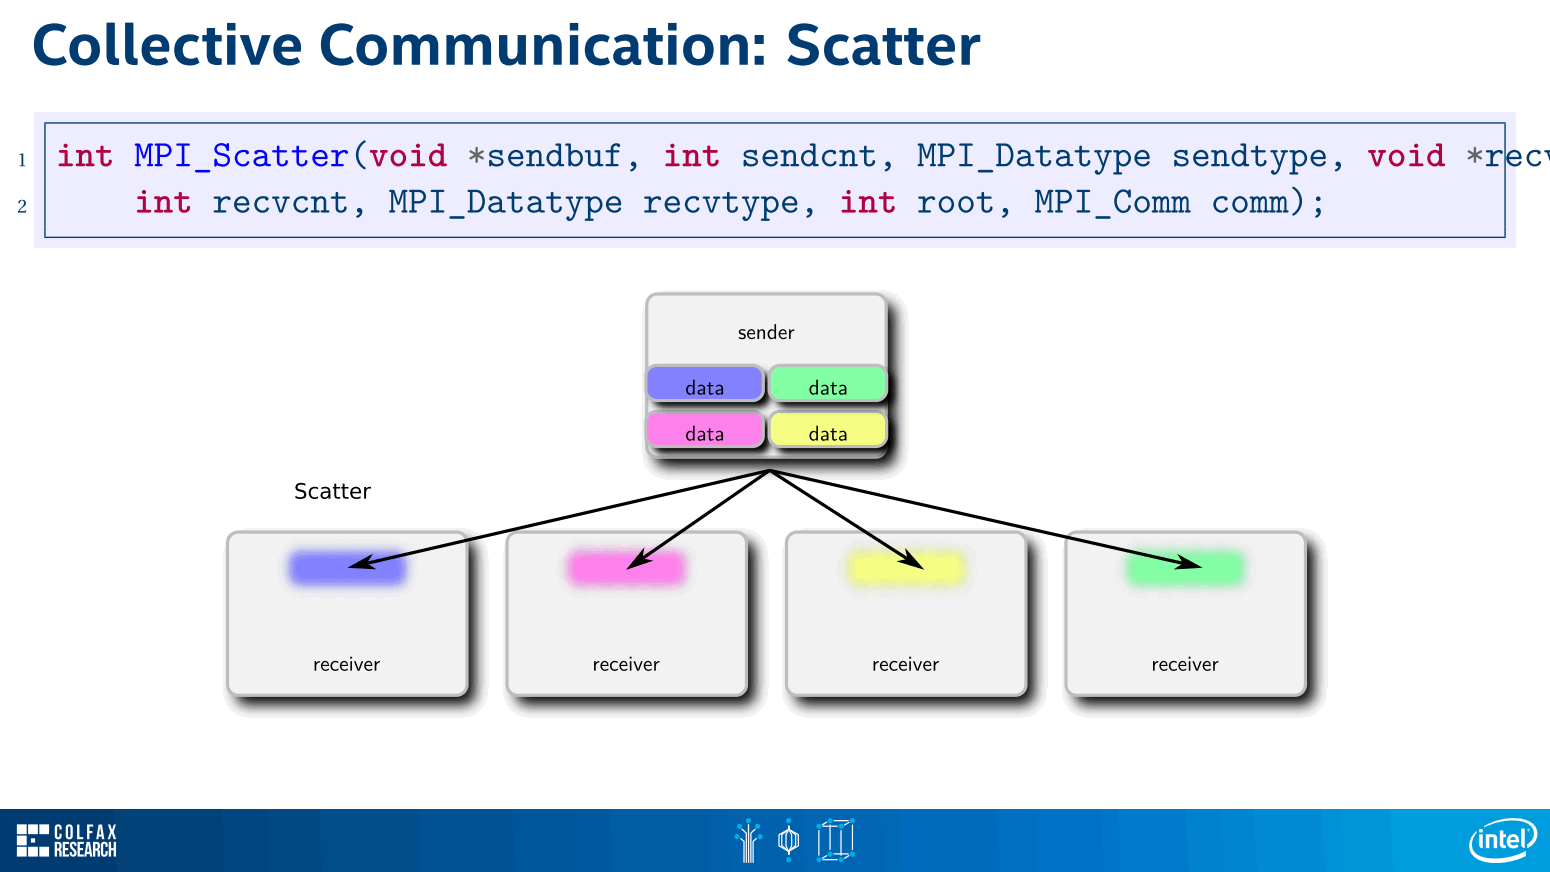 Collective Communication: Scatter
1 int MPI_Scatter(void *sendbuf, int sendcnt, MPI_Datatype sendtype, void *recv
2 int recvcnt, MPI_Datatype recvtype, int root, MPI_Comm comm);
sender
data data
data data
Scatter
receiver receiver receiver receiver
COLFAX
RESEARCH
intel